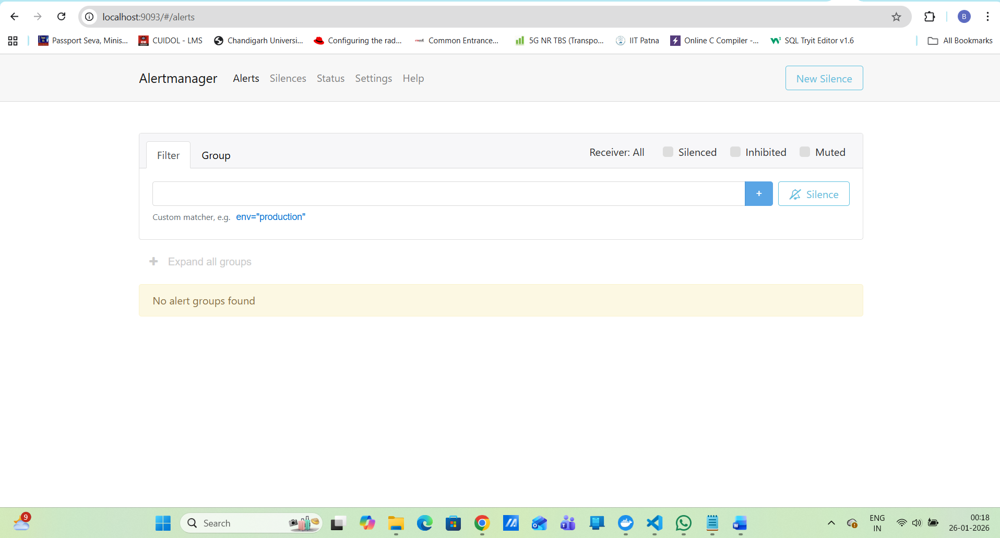 localhost:9093/#/alerts
B
Passport Seva, Minis...
CUIDOL - LMS
Chandigarh Universi...
Configuring the rad...
Common Entrance...
5G NR TBS (Transpo...
IIT Patna
Online C Compiler -...
SQL Tryit Editor v1.6
All Bookmarks
Alertmanager
Alerts
Silences
Status
Settings
Help
New Silence
Filter
Group
Receiver: All
Silenced
Inhibited
Muted
+
Silence
Custom matcher, e.g. env="production"
+ Expand all groups
No alert groups found
9
Search
ENG
IN
00:18
26-01-2026